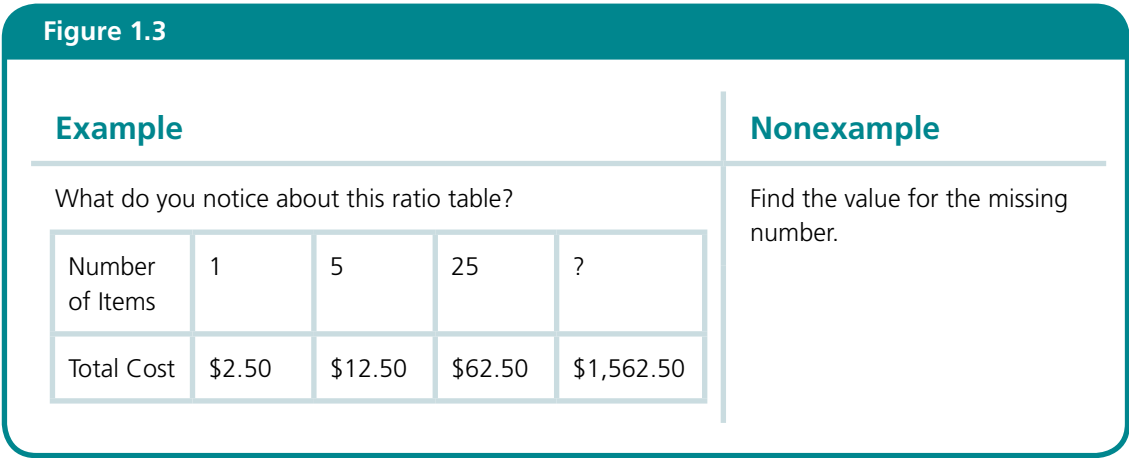 Figure 1.3
Example
What do you notice about this ratio table?
Number of Items 1 5 25 ?
Total Cost $2.50 $12.50 $62.50 $1,562.50
Nonexample
Find the value for the missing
number.